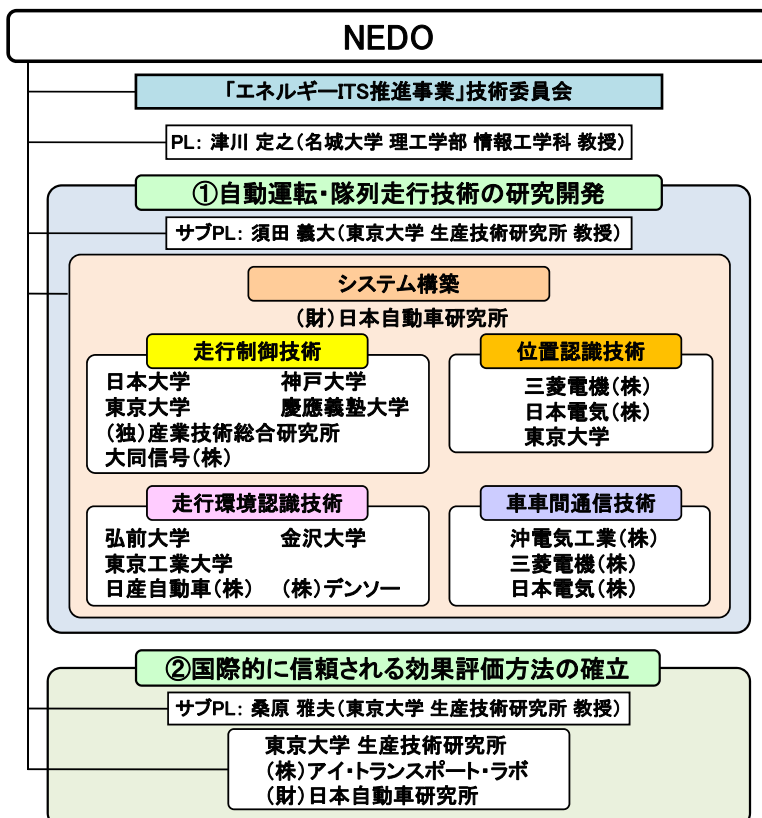 NEDO
「エネルギーITS推進事業」技術委員会
PL: 津川 定之(名城大学 理工学部 情報工学科 教授)
①自動運転・隊列走行技術の研究開発
サブPL: 須田 義大(東京大学 生産技術研究所 教授)
システム構築
(財)日本自動車研究所
走行制御技術
日本大学 神戸大学
東京大学 慶應義塾大学
(独)産業技術総合研究所
大同信号(株)
位置認識技術
三菱電機(株)
日本電気(株)
東京大学
走行環境認識技術
弘前大学 金沢大学
東京工業大学
日産自動車(株) (株)デンソー
車車間通信技術
沖電気工業(株)
三菱電機(株)
日本電気(株)
②国際的に信頼される効果評価方法の確立
サブPL: 桑原 雅夫(東京大学 生産技術研究所 教授)
東京大学 生産技術研究所
(株)アイ・トランスポート・ラボ
(財)日本自動車研究所